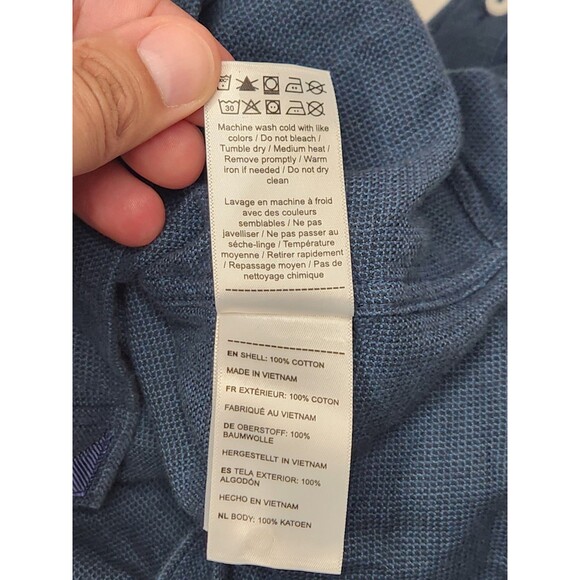 30
Machine wash cold with like
colors / Do not bleach /
Tumble dry / Medium heat /
Remove promptly / Warm
iron if needed / Do not dry
clean
Lavage en machine à froid
avec des couleurs
semblables / Ne pas
javelliser / Ne pas passer au
sèche-linge / Température
moyenne / Retirer rapidement
/ Repassage moyen / Pas de
nettoyage chimique
EN SHELL: 100% COTTON
MADE IN VIETNAM
FR EXTÉRIEUR: 100% COTON
FABRIQUÉ AU VIETNAM
DE OBERSTOFF: 100%
BAUMWOLLE
HERGESTELLT IN VIETNAM
ES TELA EXTERIOR: 100%
ALGODÓN
HECHO EN VIETNAM
NL BODY: 100% KATOEN